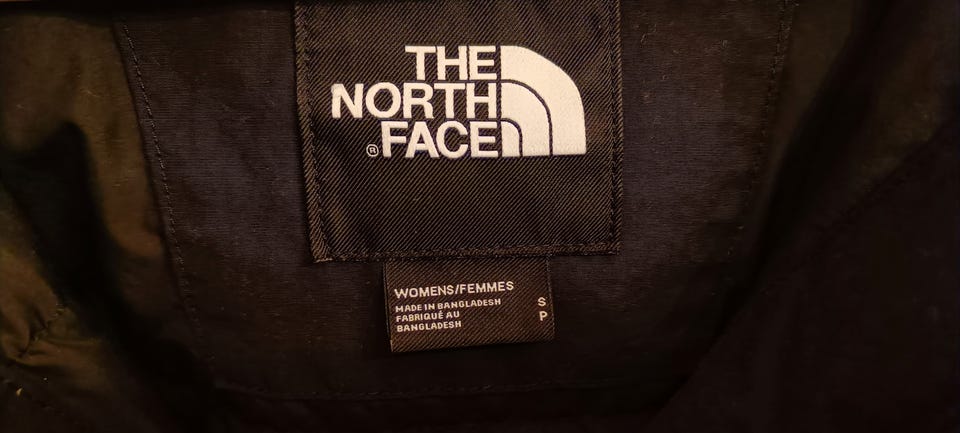 THE
NORTH
® FACE
WOMENS/FEMMES
MADE IN BANGLADESH S
FABRIQUÉ AU P
BANGLADESH